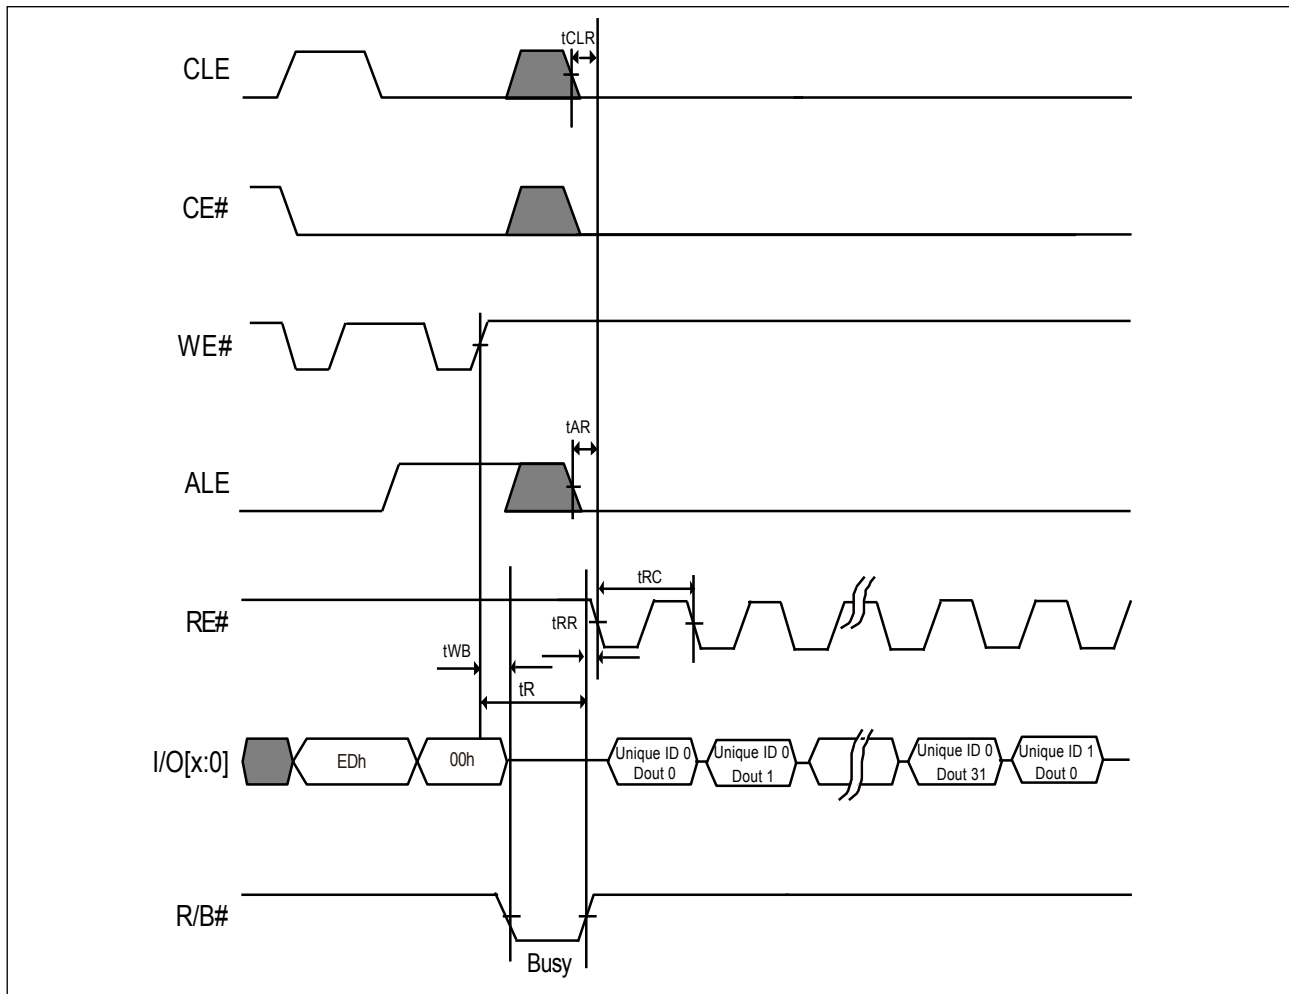 tCLR
CLE
CE#
WE#
tAR
ALE
tRC
RE#
tRR
tWB
tR
I/O[x:0]
EDh
00h
Unique ID 0
Dout 0
Unique ID 0
Dout 1
Unique ID 0
Dout 31
Unique ID 1
Dout 0
R/B#
Busy